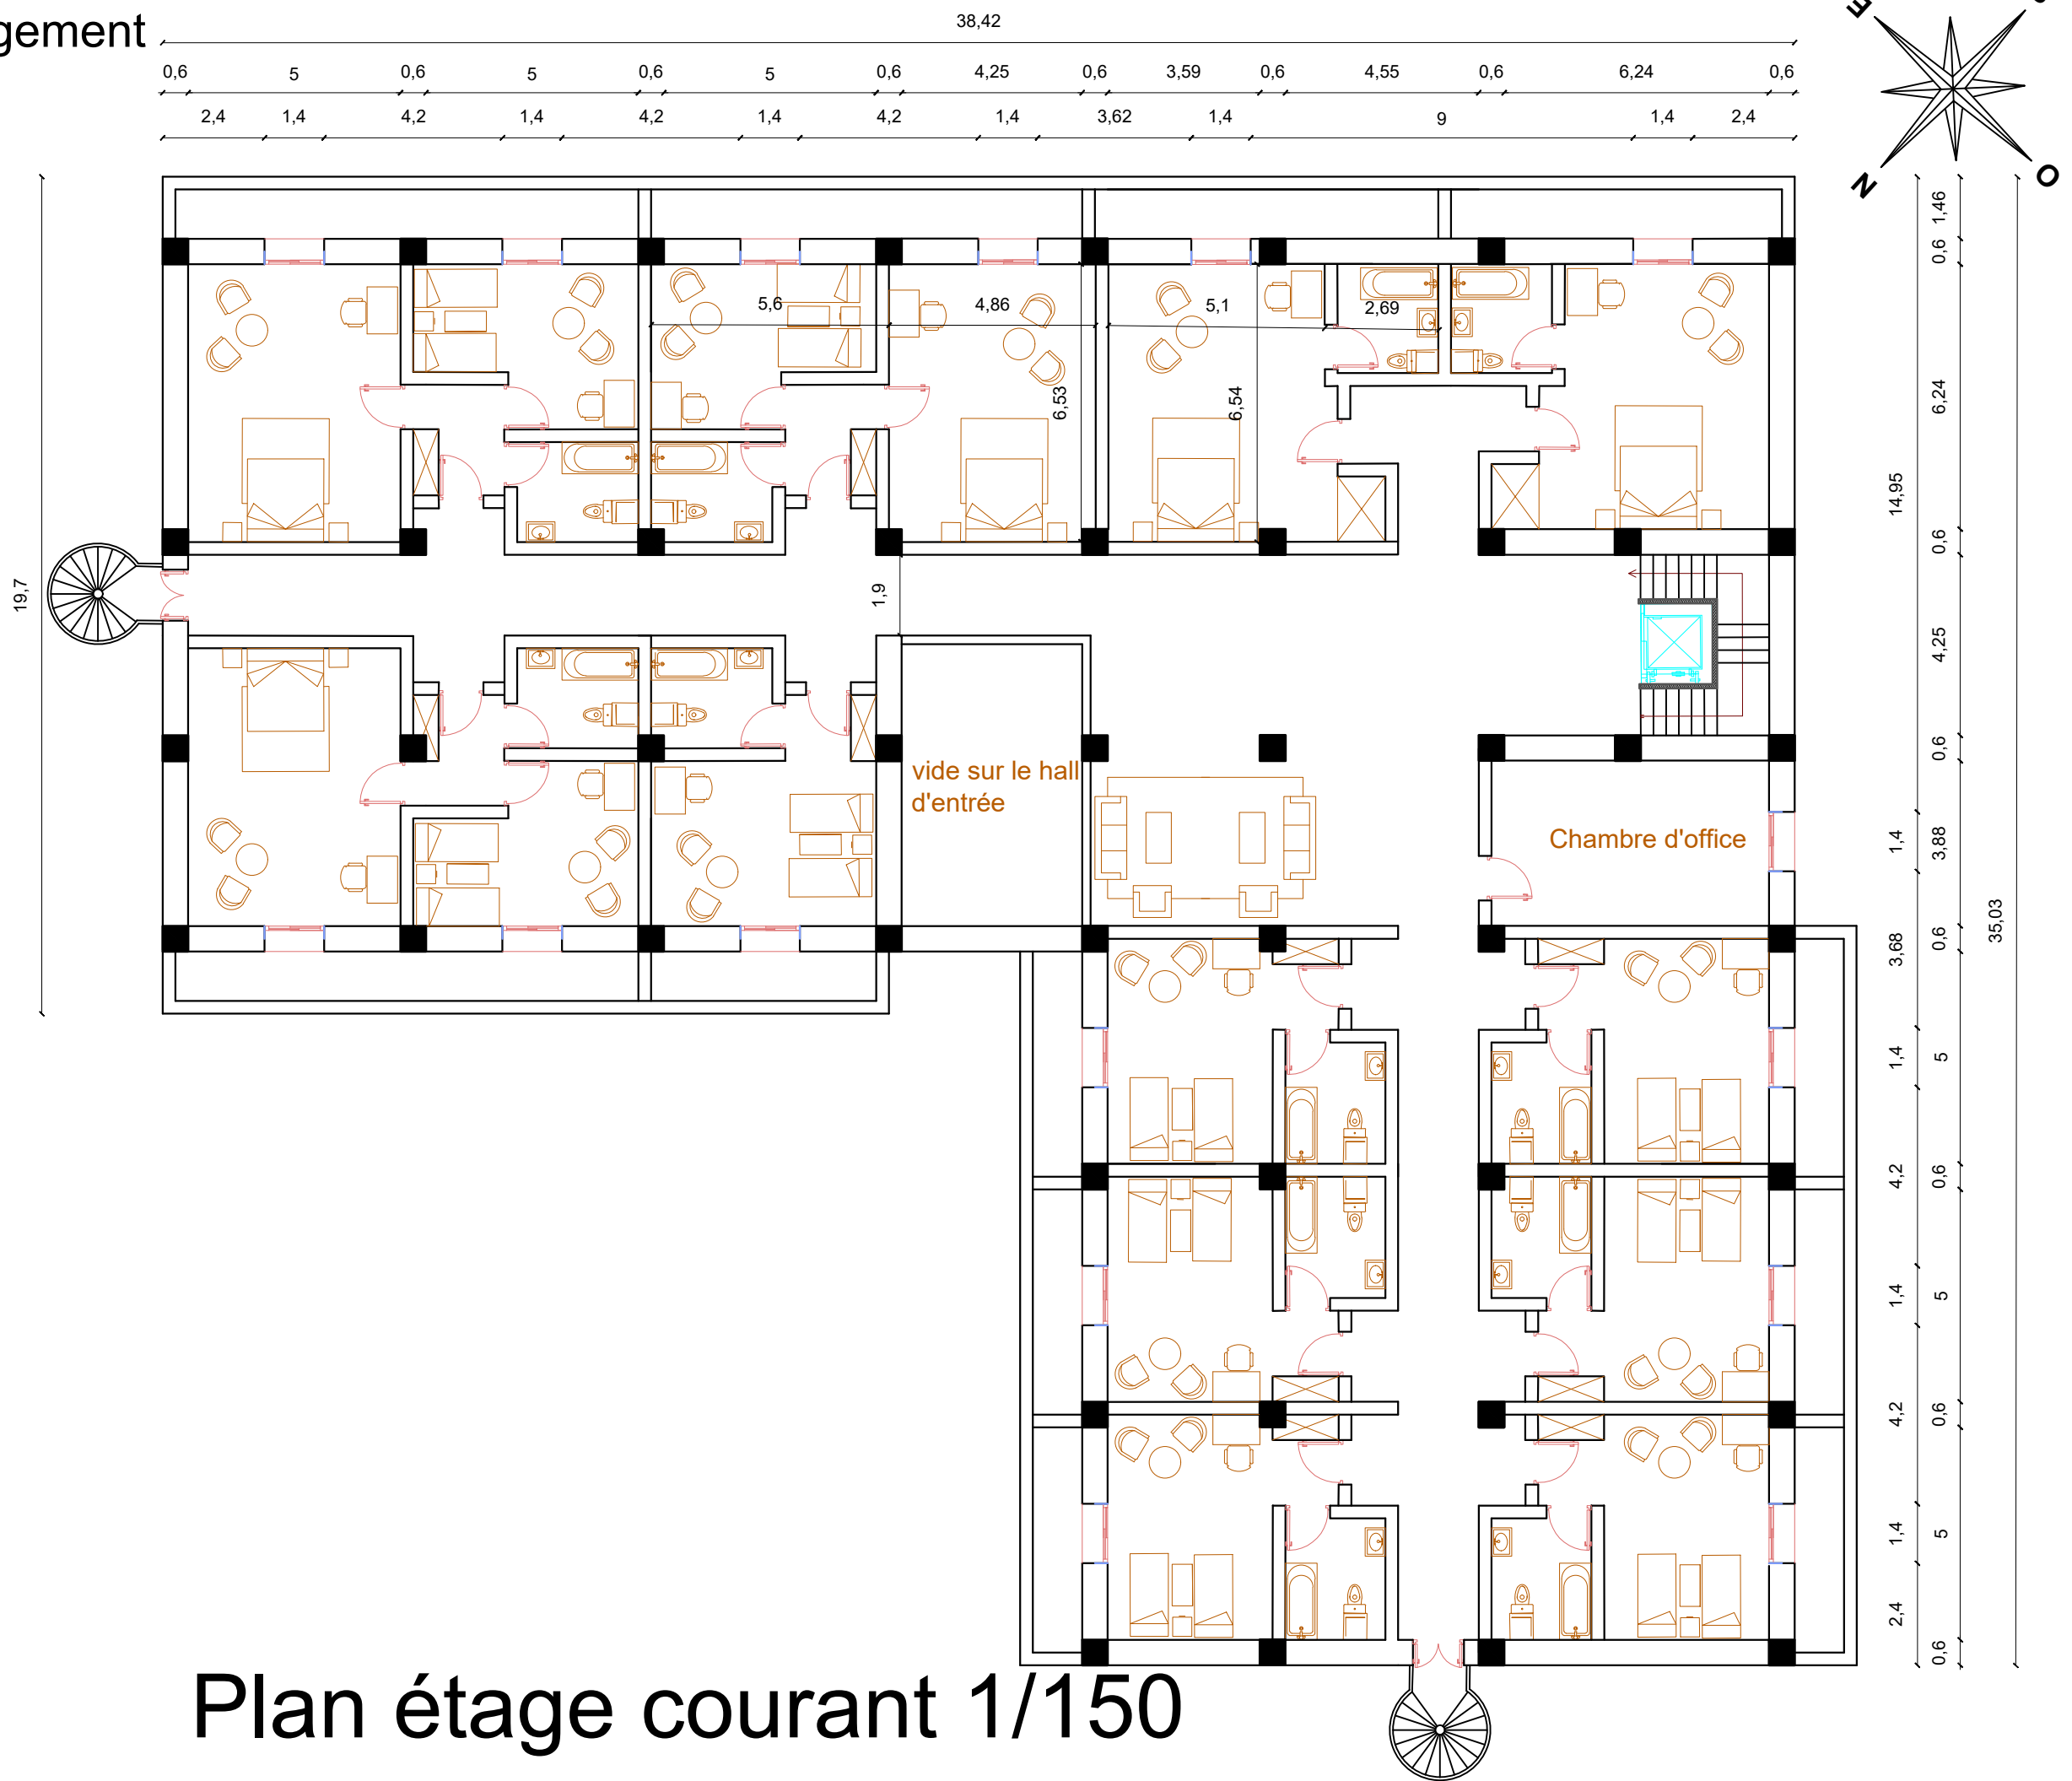 gement
38,42
0,6 5 0,6 5 0,6 5 0,6 4,25 0,6 3,59 0,6 4,55 0,6 6,24 0,6
2,4 1,4 4,2 1,4 4,2 1,4 4,2 1,4 3,62 1,4 9 1,4 2,4
E
N
O
5,6
4,86
5,1
2,69
6,53
6,54
1,9
19,7
vide sur le hall
d'entrée
Chambre d'office
14,95 1,4 3,68 1,4 4,2 1,4 4,2 1,4 2,4
1,46 0,6 6,24 0,6 4,25 0,6 3,88 0,6 5 0,6 5 0,6 5 0,6
35,03
Plan étage courant 1/150